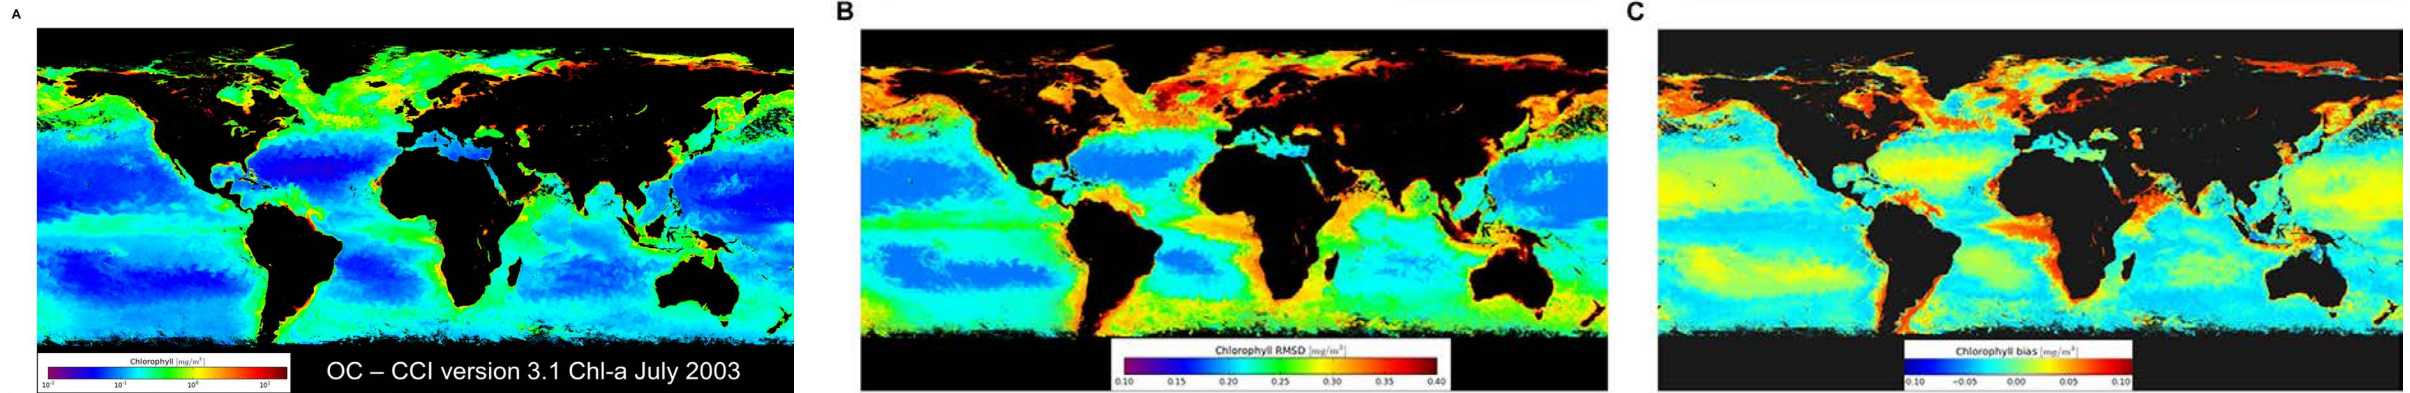 A
B
C
Chlorophyll [mg/m³]
10⁻² 10⁻¹ 10⁰ 10¹
OC – CCI version 3.1 Chl-a July 2003
Chlorophyll RMSD [mg/m³]
0.10 0.15 0.20 0.25 0.30 0.35 0.40
Chlorophyll bias [mg/m³]
-0.10 −0.05 0.00 0.05 0.10